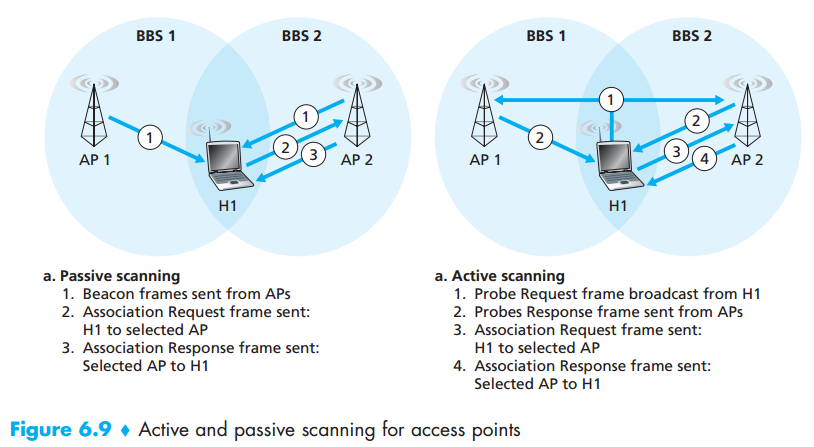 BBS 1
BBS 2
1
1
2
3
AP 1
AP 2
H1
a. Passive scanning
1. Beacon frames sent from APs
2. Association Request frame sent:
H1 to selected AP
3. Association Response frame sent:
Selected AP to H1
BBS 1
BBS 2
1
2
2
3
4
AP 1
AP 2
H1
a. Active scanning
1. Probe Request frame broadcast from H1
2. Probes Response frame sent from APs
3. Association Request frame sent:
H1 to selected AP
4. Association Response frame sent:
Selected AP to H1
Figure 6.9 ♦ Active and passive scanning for access points